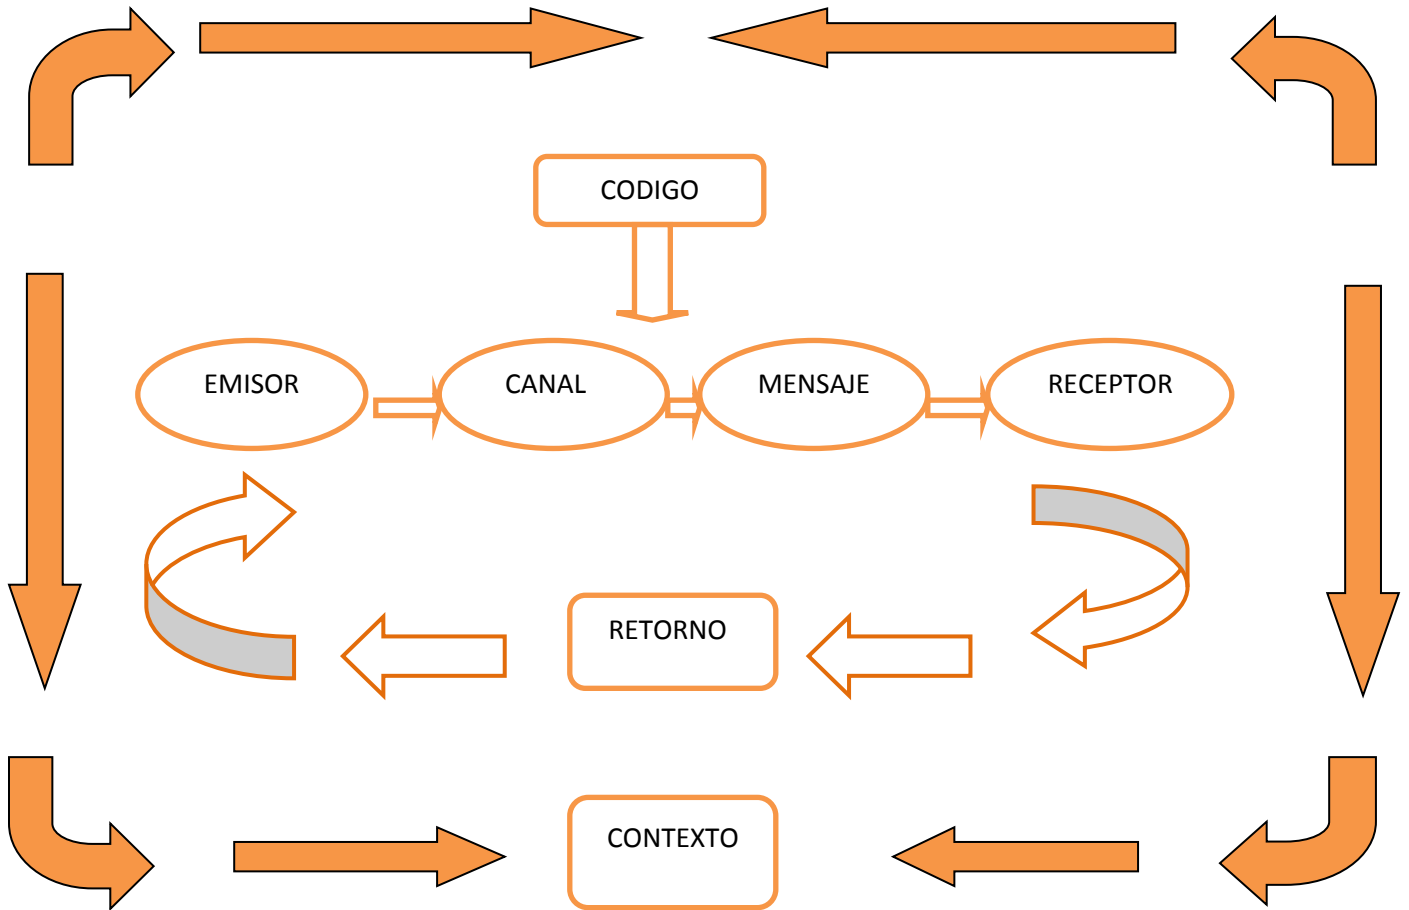 CODIGO
EMISOR
CANAL
MENSAJE
RECEPTOR
RETORNO
CONTEXTO